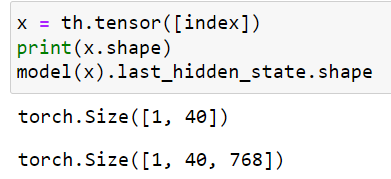 x = th.tensor([index])
print(x.shape)
model(x).last_hidden_state.shape
torch.Size([1, 40])
torch.Size([1, 40, 768])